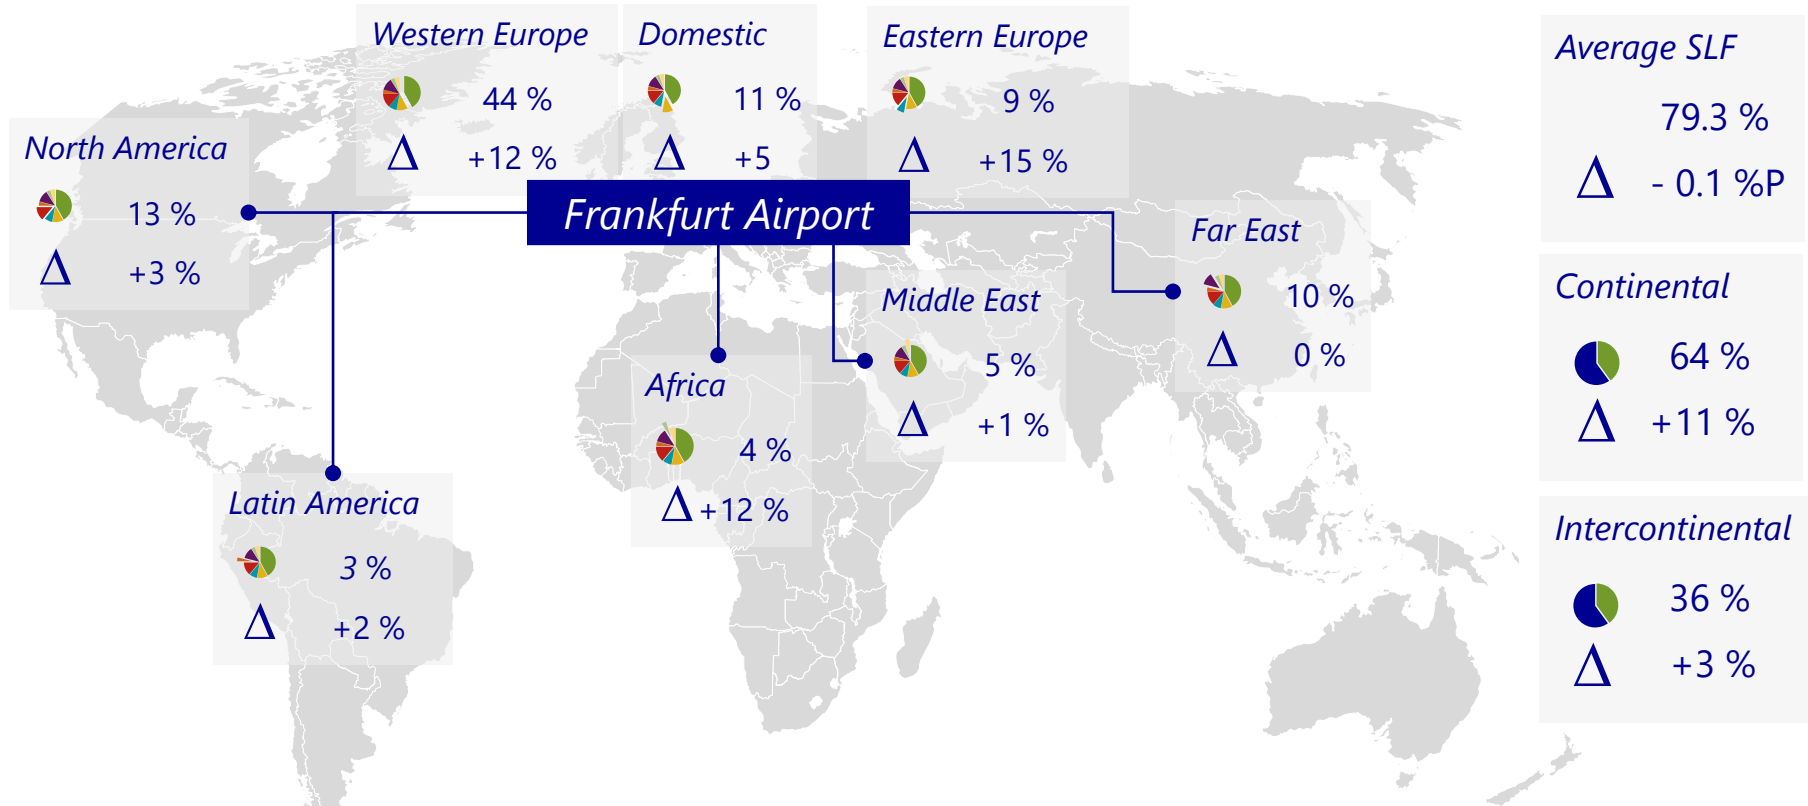 Western Europe
44 %
Δ +12 %
Domestic
11 %
Δ +5
Eastern Europe
9 %
Δ +15 %
North America
13 %
Δ +3 %
Frankfurt Airport
Far East
10 %
Δ 0 %
Middle East
5 %
Δ +1 %
Africa
4 %
Δ +12 %
Latin America
3 %
Δ +2 %
Average SLF
79.3 %
Δ - 0.1 %P
Continental
64 %
Δ +11 %
Intercontinental
36 %
Δ +3 %